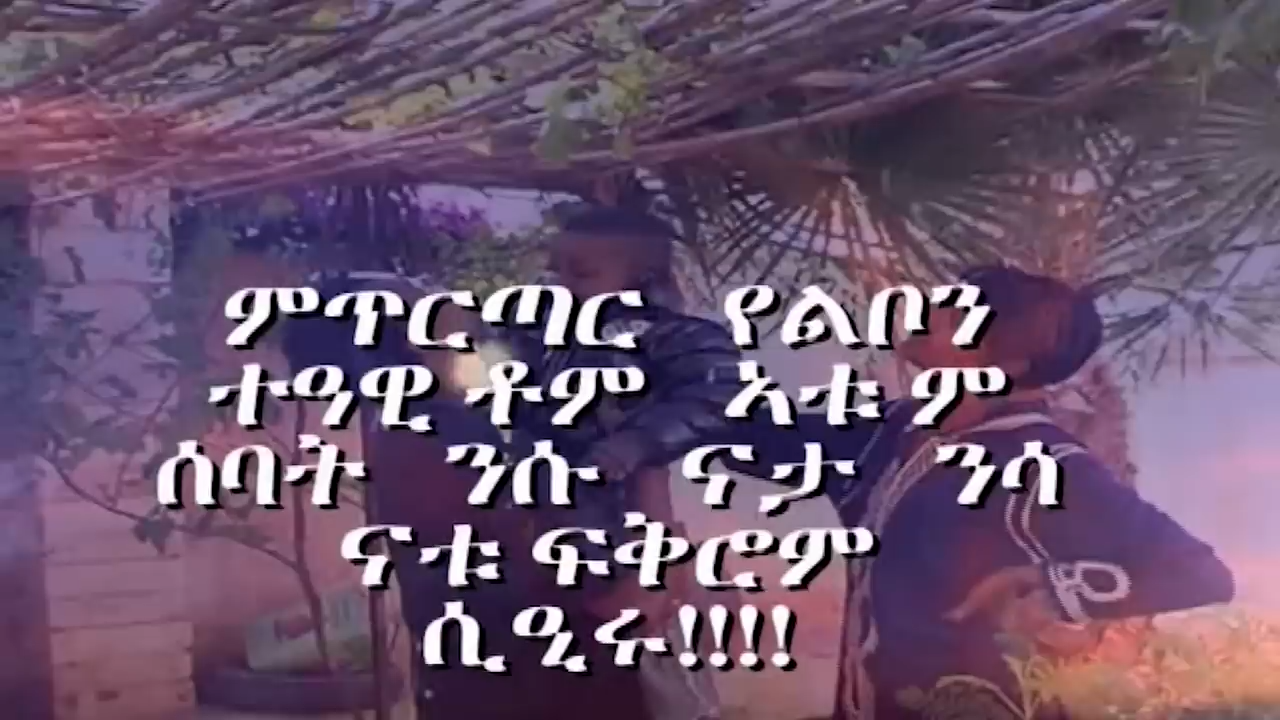 ምጥርጣር የልቦን
ተዓዊ ቶም ኣቱ ም
ሰባት ንሱ ናታ ንሳ
ናቱ ፍቅሮም
ሲዒሩ!!!!